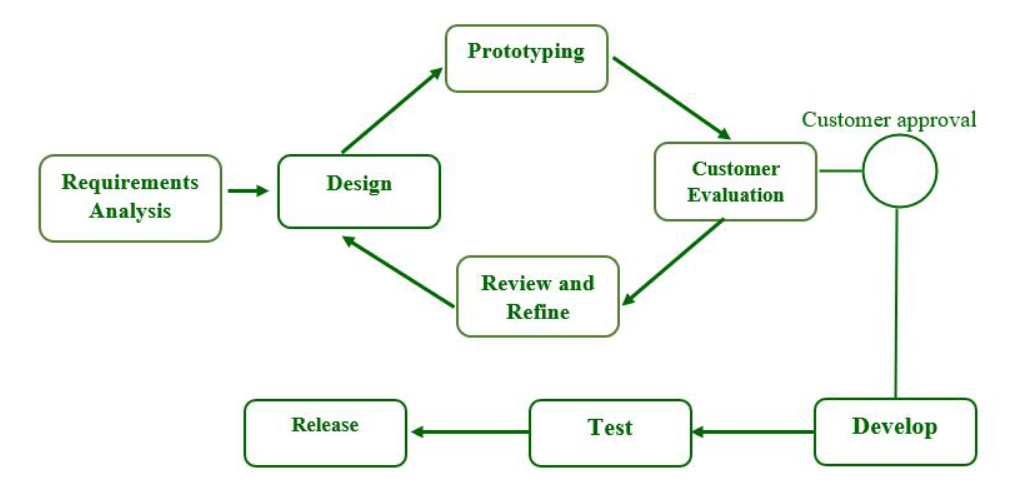 Prototyping
Customer approval
Requirements
Analysis
Design
Customer
Evaluation
Review and
Refine
Release
Test
Develop